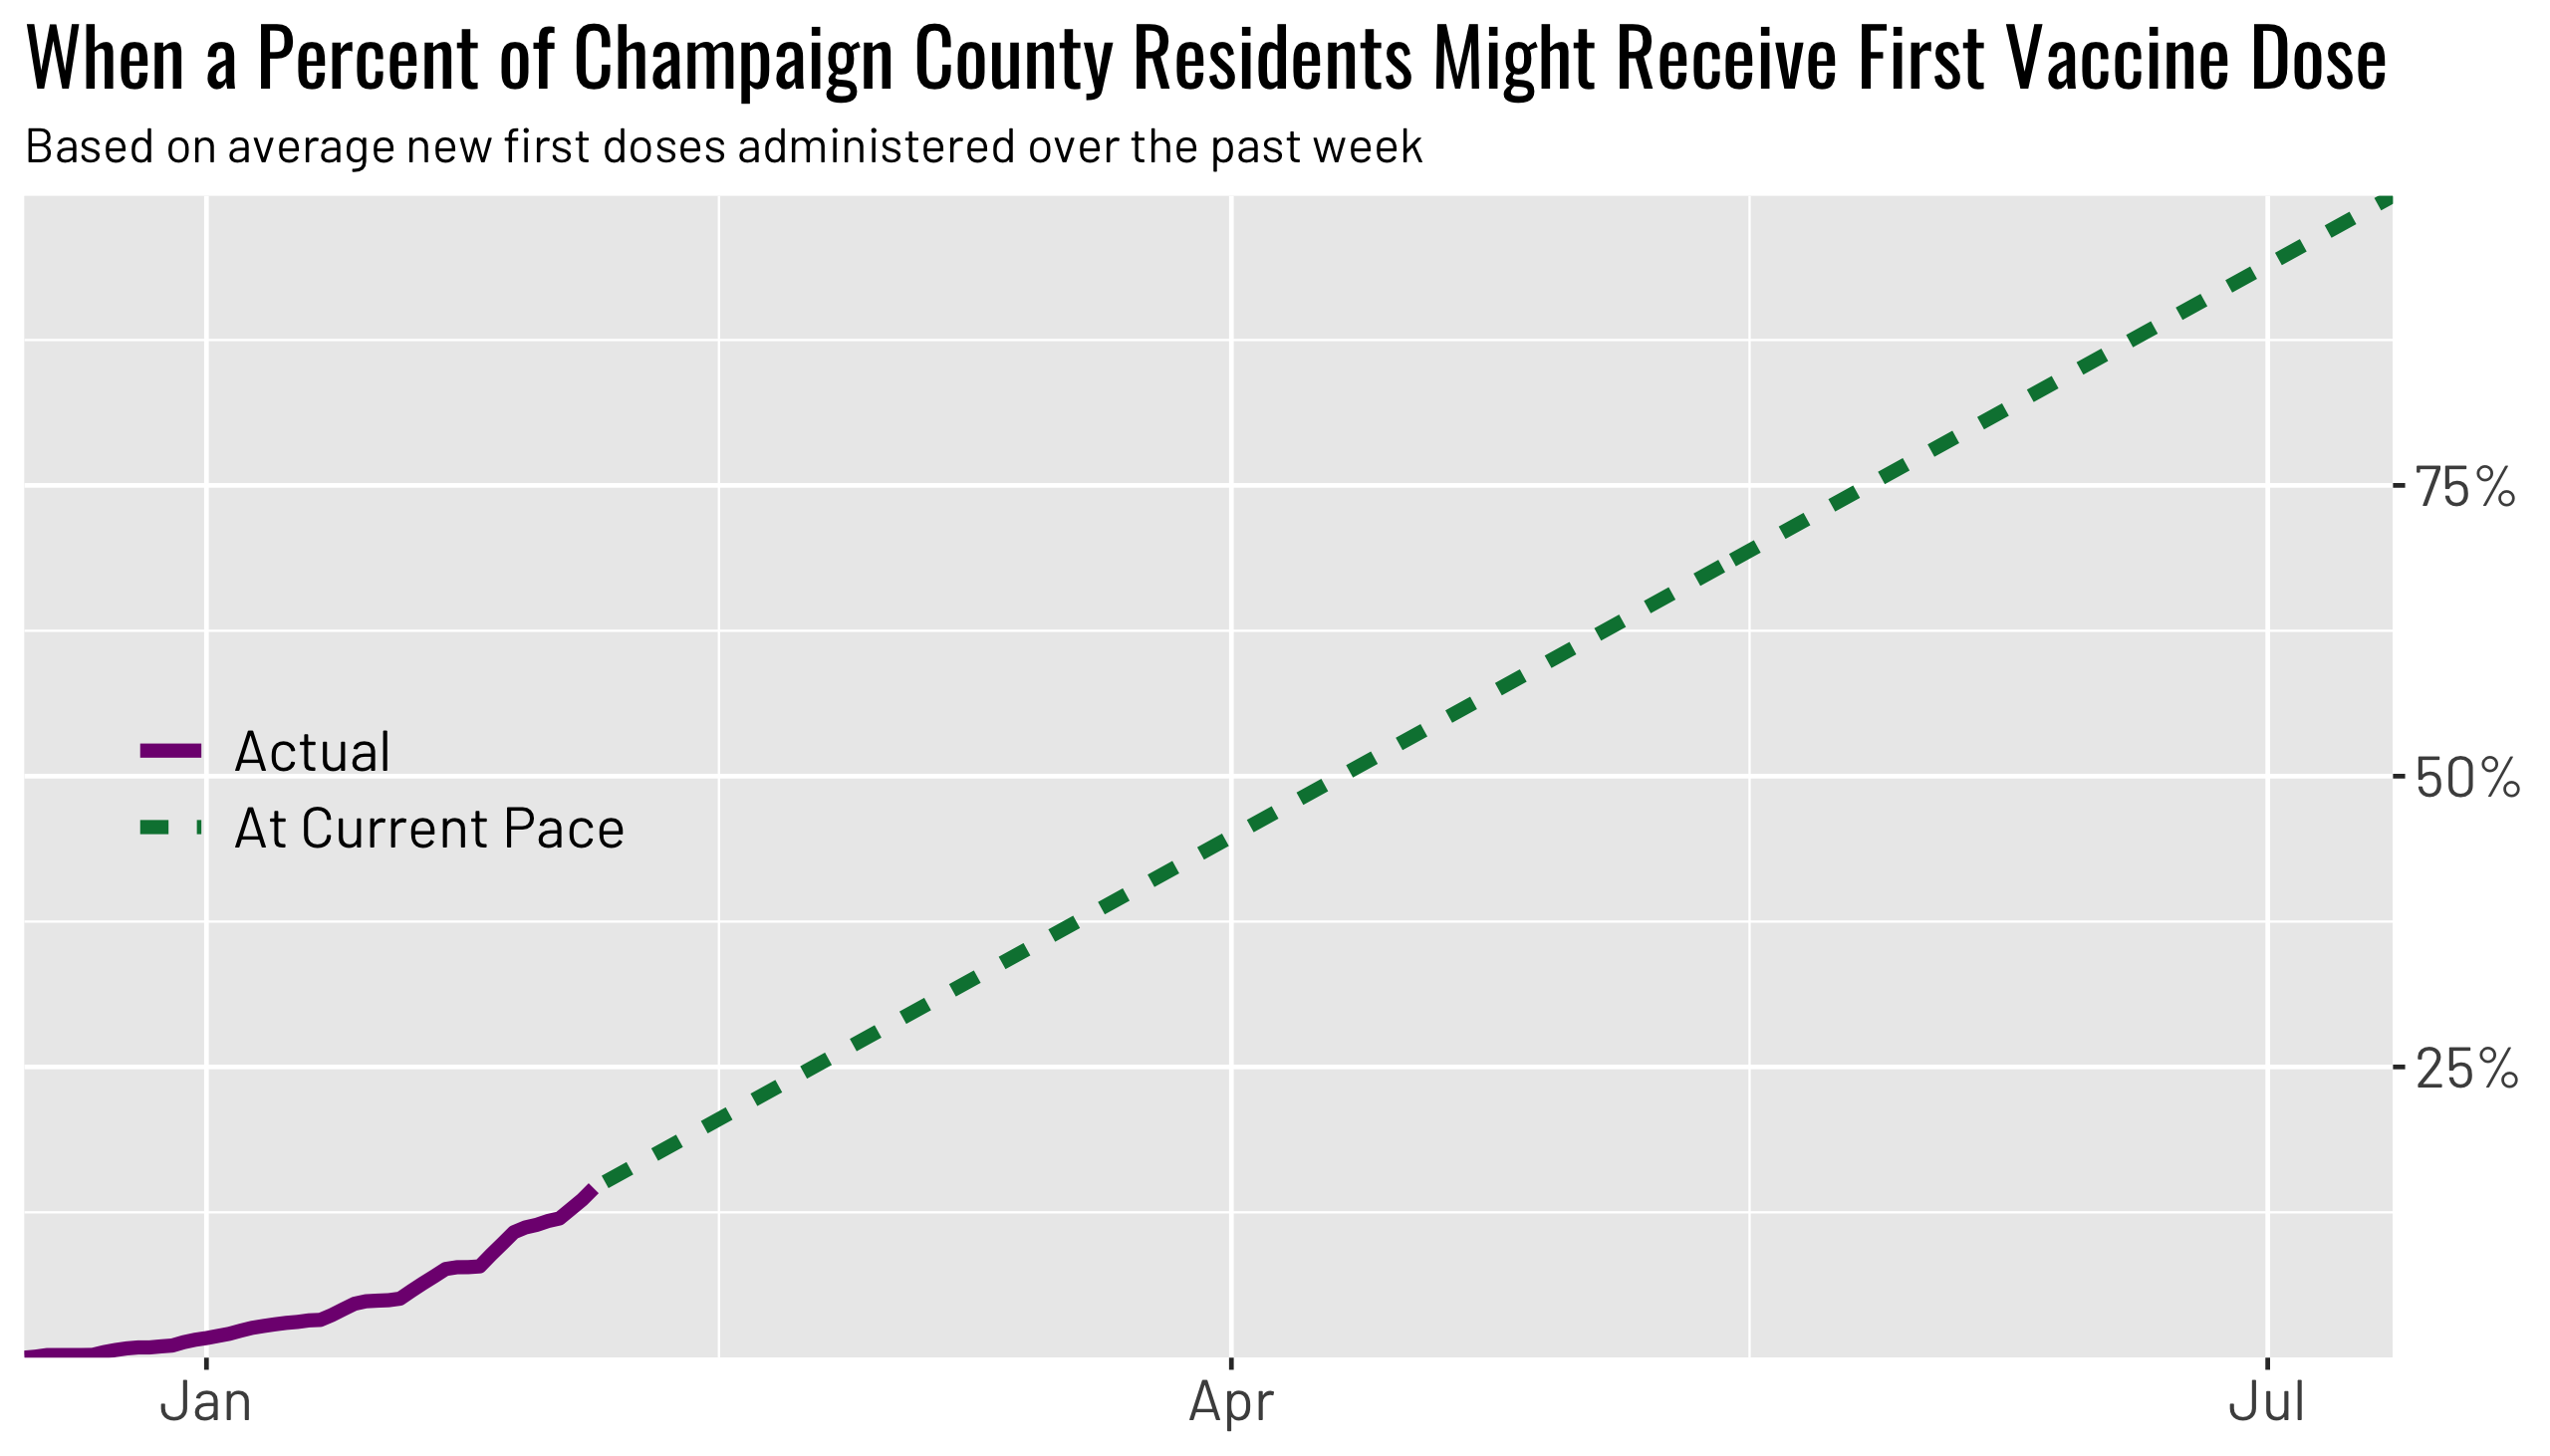 When a Percent of Champaign County Residents Might Receive First Vaccine Dose
Based on average new first doses administered over the past week
75%
Actual
50%
At Current Pace
25%
Jan
Apr
Jul